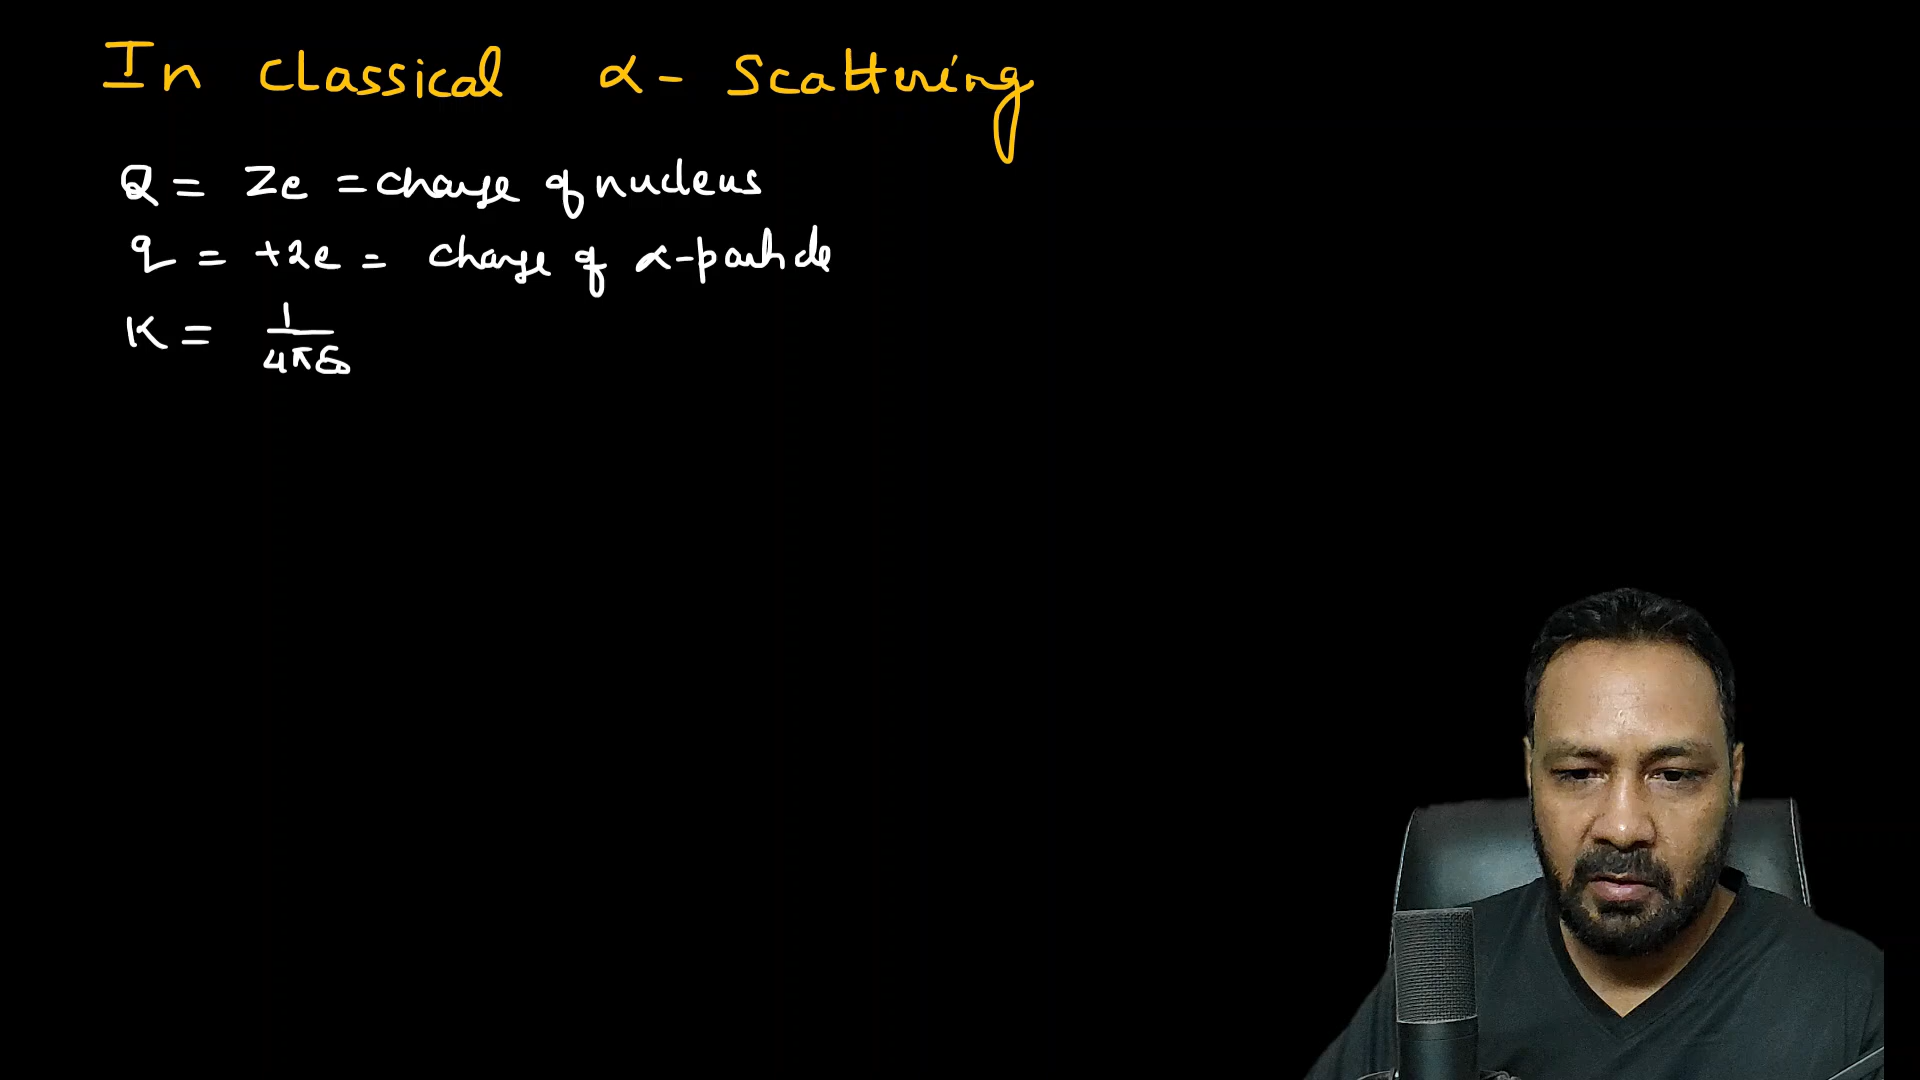 In classical α- Scattering
Q = Ze = charge of nucleus
q = +2e = charge of α-particle
K = 1/4πε₀